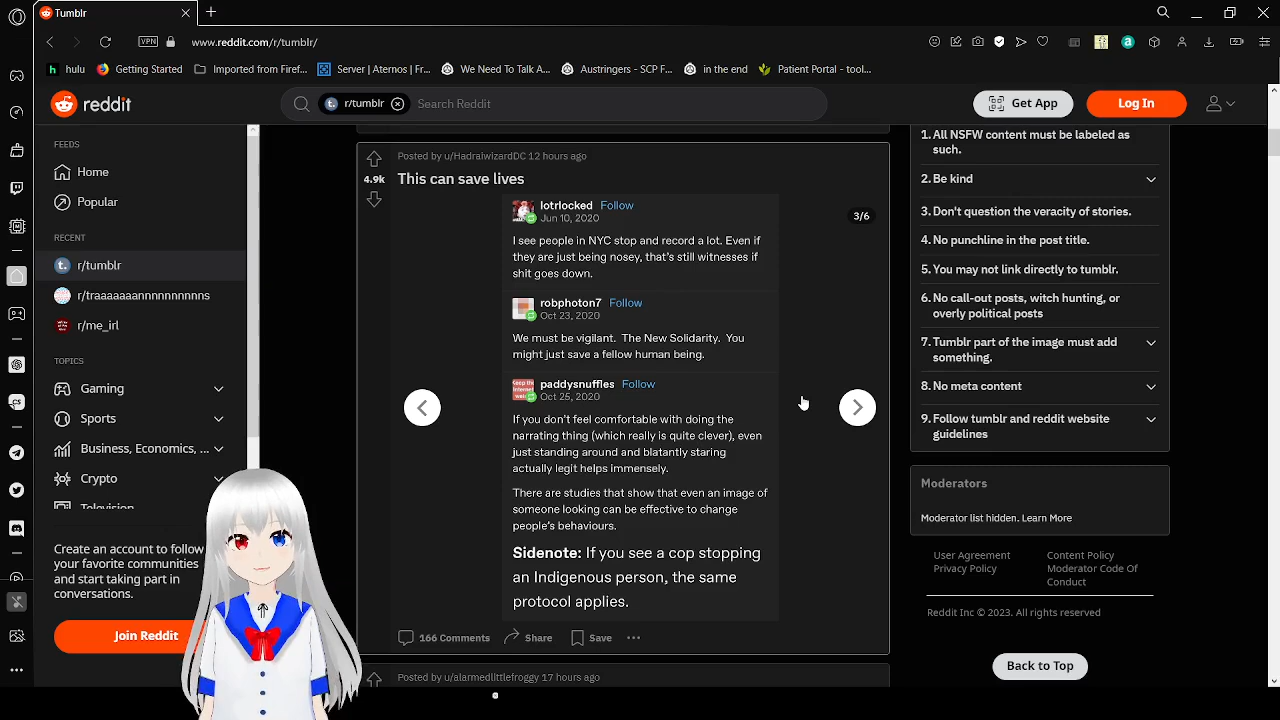 Tumblr
VPN
www.reddit.com/r/tumblr/
hulu
Getting Started
Imported from Firef...
Server | Aternos | Fr...
We Need To Talk A...
Austringers - SCP F...
in the end
Patient Portal - tool...
reddit
r/tumblr
Search Reddit
Get App
Log In
FEEDS
Home
Popular
RECENT
r/tumblr
r/traaaaaaannnnnnnnns
r/me_irl
TOPICS
Gaming
Sports
Business, Economics, ...
Crypto
Television
Create an account to follow
your favorite communities
and start taking part in
conversations.
Join Reddit
Posted by u/HadraiwizardDC 12 hours ago
4.9k
This can save lives
3/6
lotrlocked Follow
Jun 10, 2020
I see people in NYC stop and record a lot. Even if
they are just being nosey, that's still witnesses if
shit goes down.
robphoton7 Follow
Oct 23, 2020
We must be vigilant. The New Solidarity. You
might just save a fellow human being.
paddysnuffles Follow
Oct 25, 2020
If you don't feel comfortable with doing the
narrating thing (which really is quite clever), even
just standing around and blatantly staring
actually legit helps immensely.
There are studies that show that even an image of
someone looking can be effective to change
people's behaviours.
Sidenote: If you see a cop stopping
an Indigenous person, the same
protocol applies.
166 Comments
Share
Save
Posted by u/alarmedlittlefroggy 17 hours ago
1. All NSFW content must be labeled as
such.
2. Be kind
3. Don't question the veracity of stories.
4. No punchline in the post title.
5. You may not link directly to tumblr.
6. No call-out posts, witch hunting, or
overly political posts
7. Tumblr part of the image must add
something.
8. No meta content
9. Follow tumblr and reddit website
guidelines
Moderators
Moderator list hidden. Learn More
User Agreement
Privacy Policy
Content Policy
Moderator Code Of
Conduct
Reddit Inc © 2023. All rights reserved
Back to Top